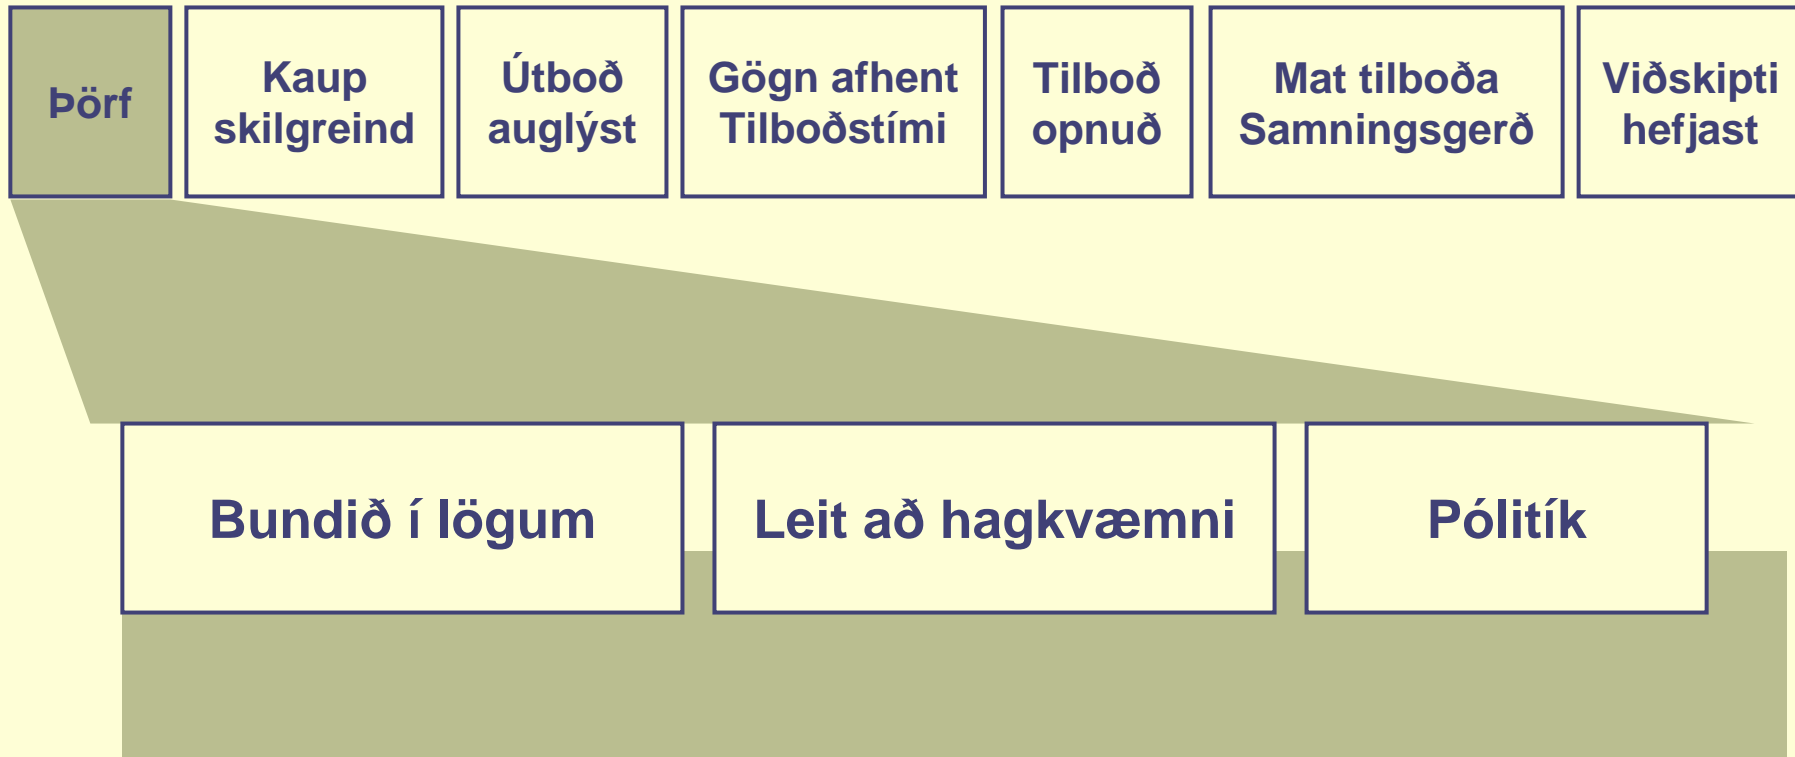 Þörf
Kaup
skilgreind
Útboð
auglýst
Gögn afhent
Tilboðstími
Tilboð
opnuð
Mat tilboða
Samningsgerð
Viðskipti
hefjast
Bundið í lögum
Leit að hagkvæmni
Pólitík